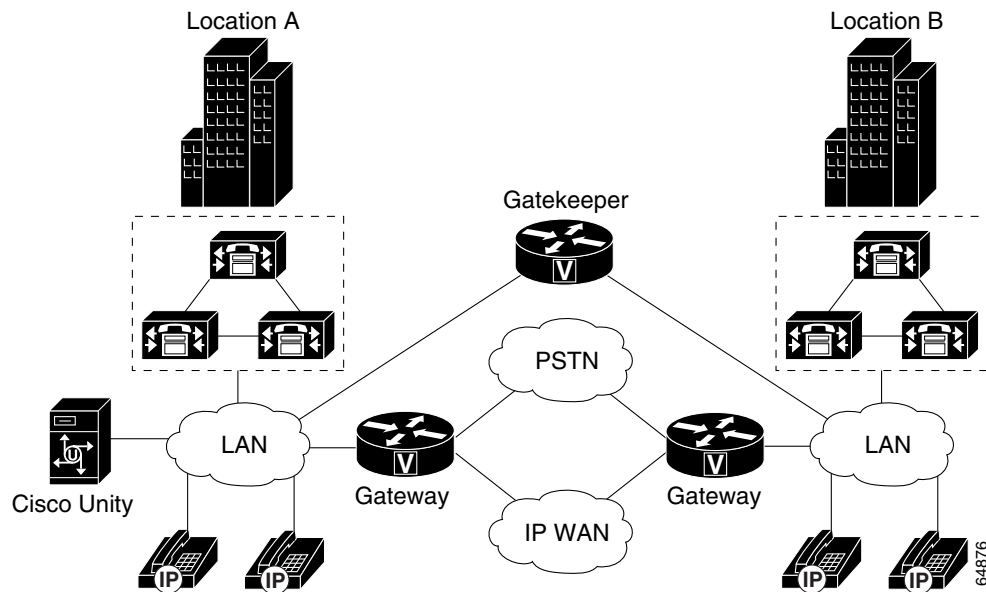 Location A
Location B
Gatekeeper
V
PSTN
LAN
V
V
LAN
U
Cisco Unity
Gateway
Gateway
IP WAN
IP
IP
IP
IP
64876